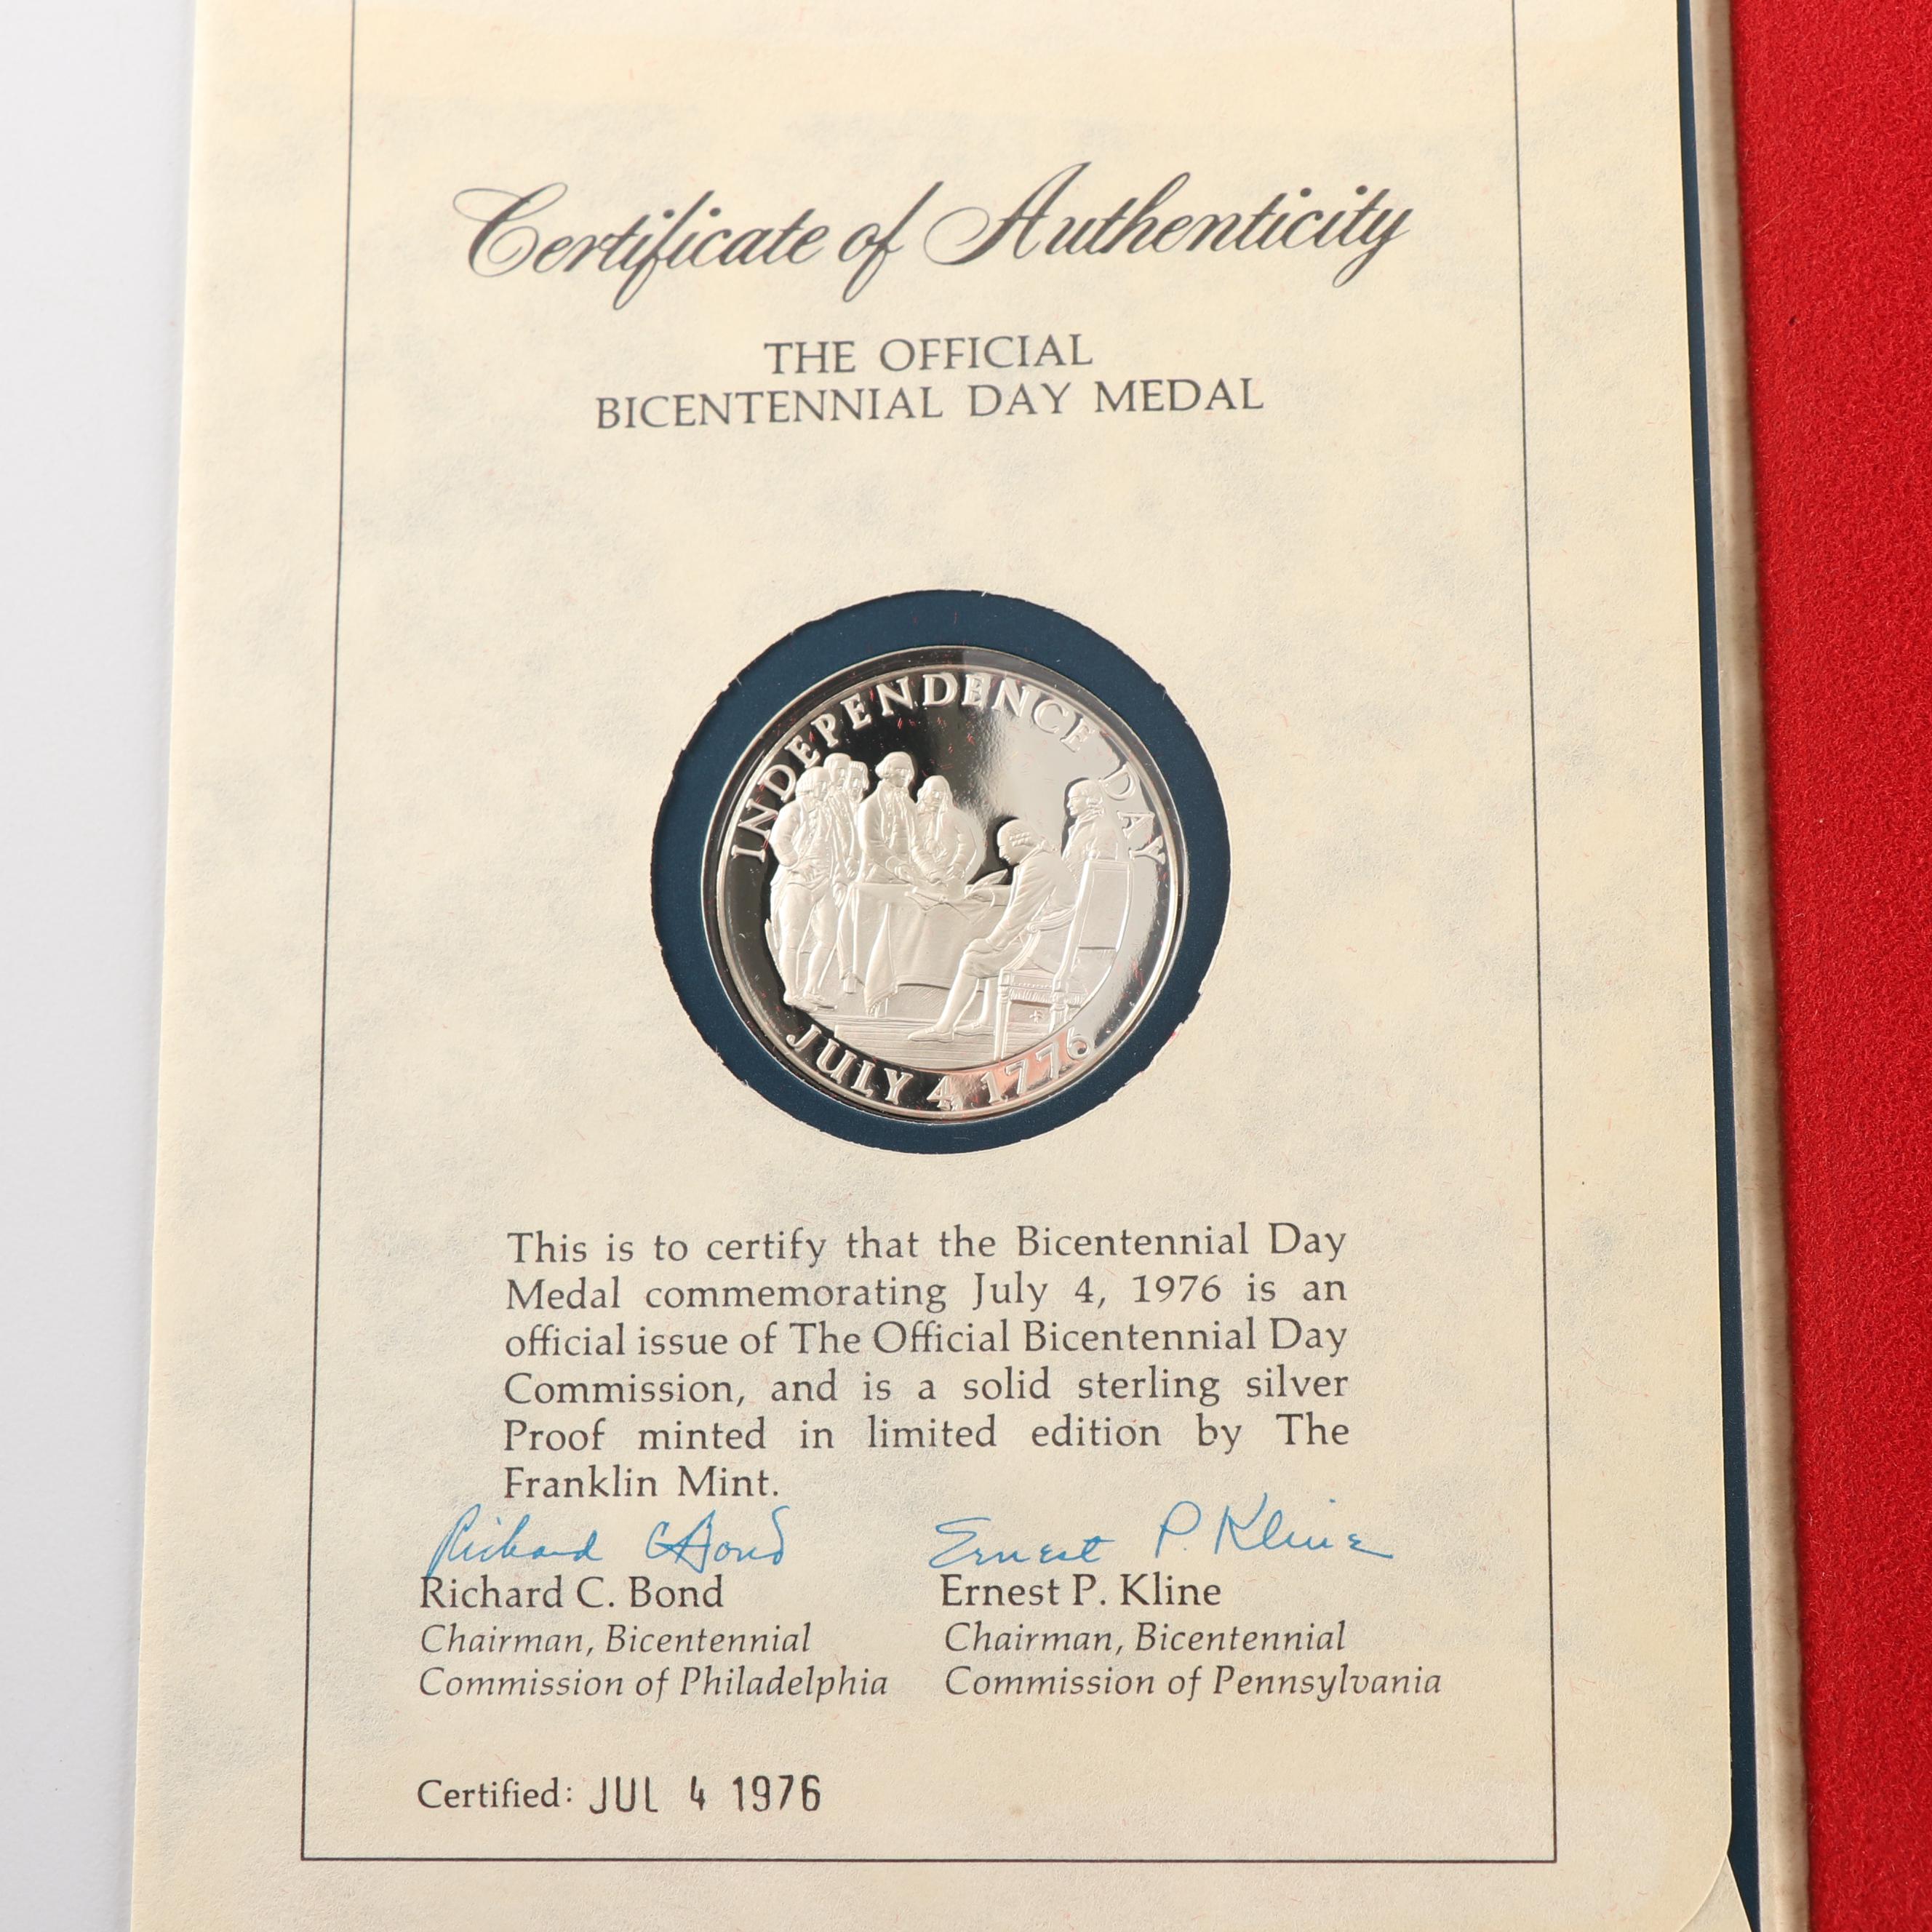 Certificate of Authenticity
THE OFFICIAL
BICENTENNIAL DAY MEDAL
INDEPENDENCE DAY
JULY 4, 1776
This is to certify that the Bicentennial Day
Medal commemorating July 4, 1976 is an
official issue of The Official Bicentennial Day
Commission, and is a solid sterling silver
Proof minted in limited edition by The
Franklin Mint.
Richard C Bond
Ernest P. Kline
Richard C. Bond
Ernest P. Kline
Chairman, Bicentennial
Chairman, Bicentennial
Commission of Philadelphia
Commission of Pennsylvania
Certified: JUL 4 1976